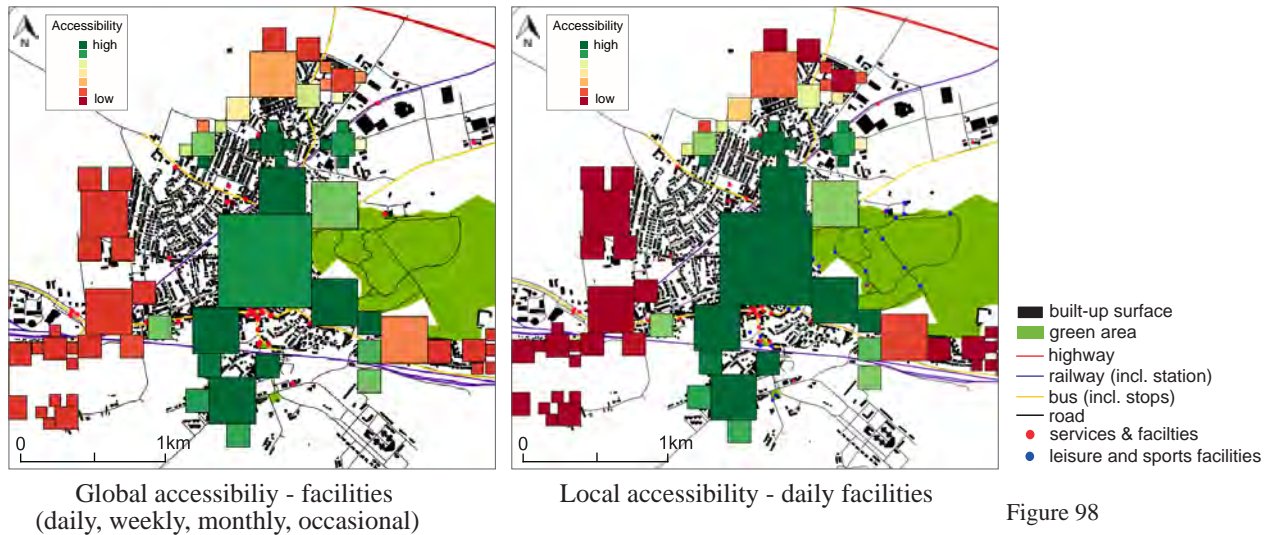 Accessibility
high
low
N
0 1km
Global accessibiliy - facilities
(daily, weekly, monthly, occasional)
Accessibility
high
low
N
0 1km
Local accessibility - daily facilities
built-up surface
green area
highway
railway (incl. station)
bus (incl. stops)
road
services & facilties
leisure and sports facilities
Figure 98